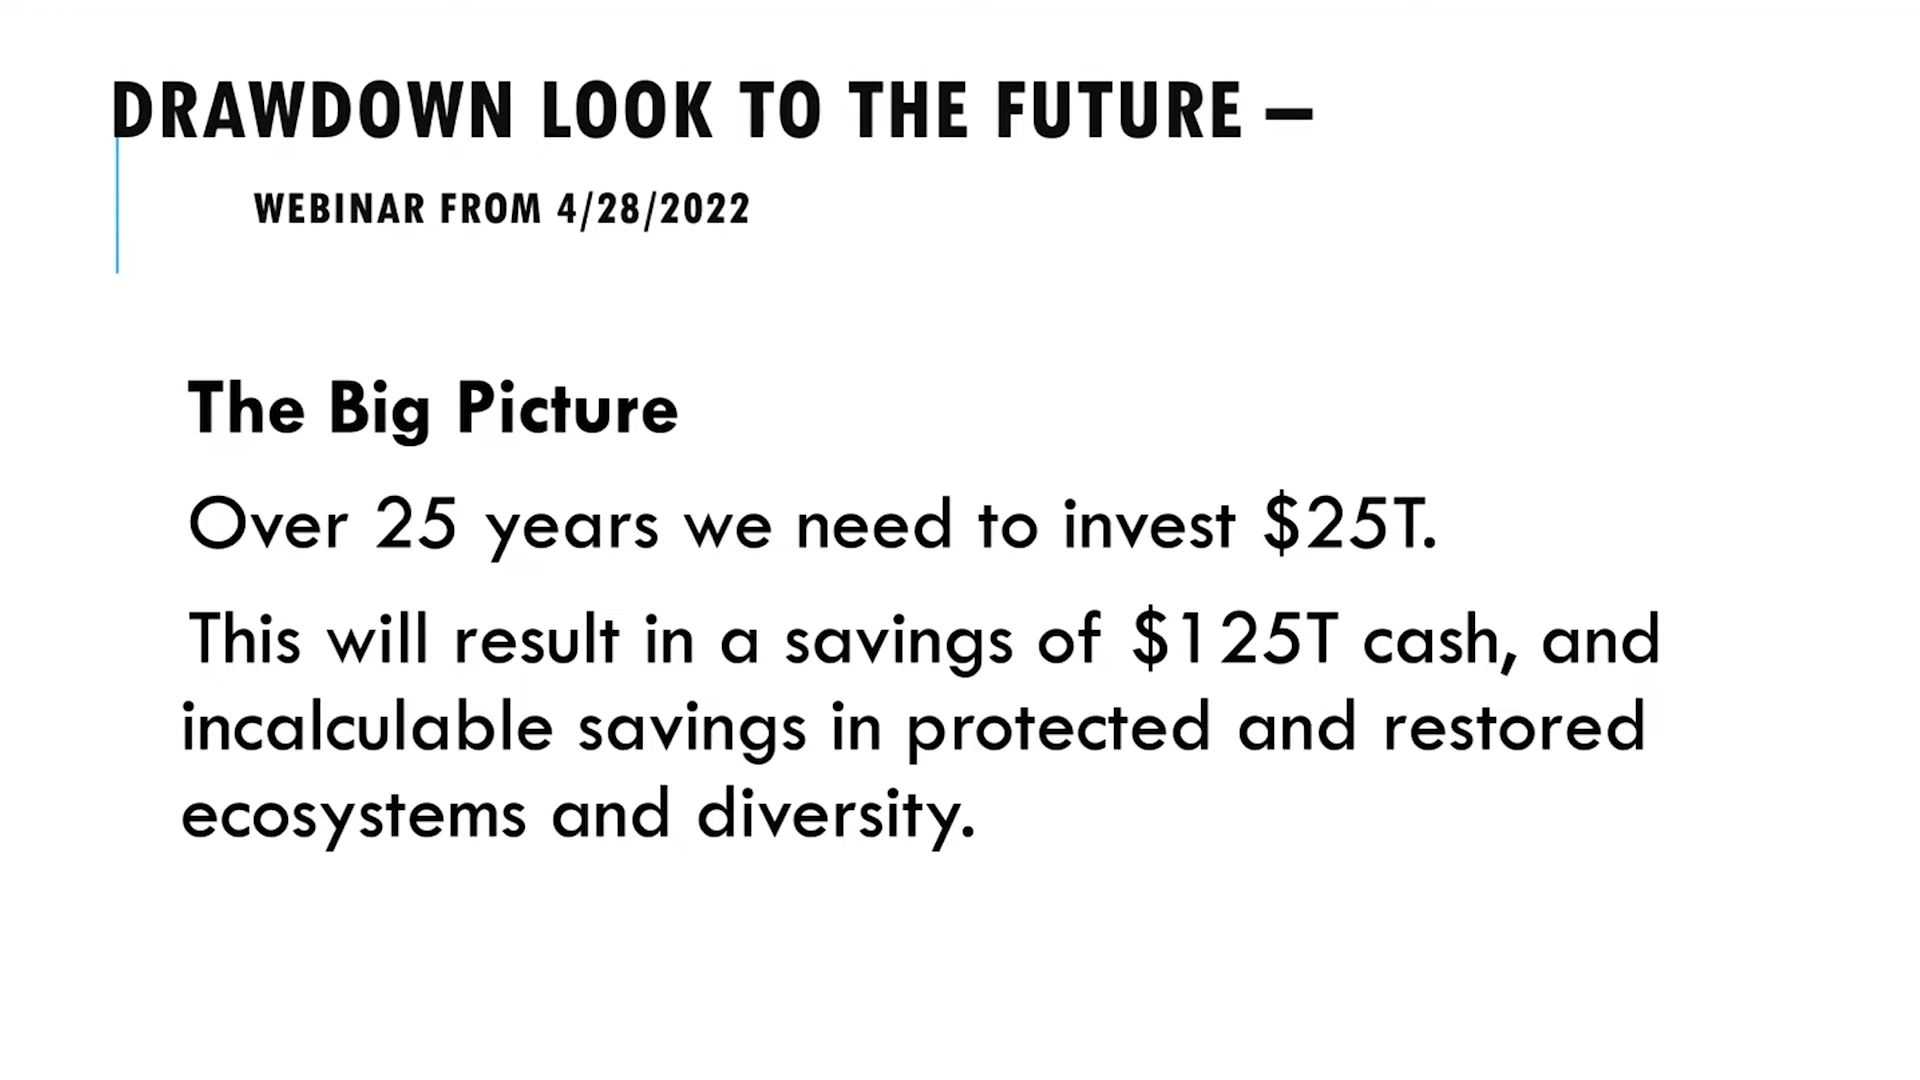 DRAWDOWN LOOK TO THE FUTURE –
WEBINAR FROM 4/28/2022
The Big Picture
Over 25 years we need to invest $25T.
This will result in a savings of $125T cash, and
incalculable savings in protected and restored
ecosystems and diversity.